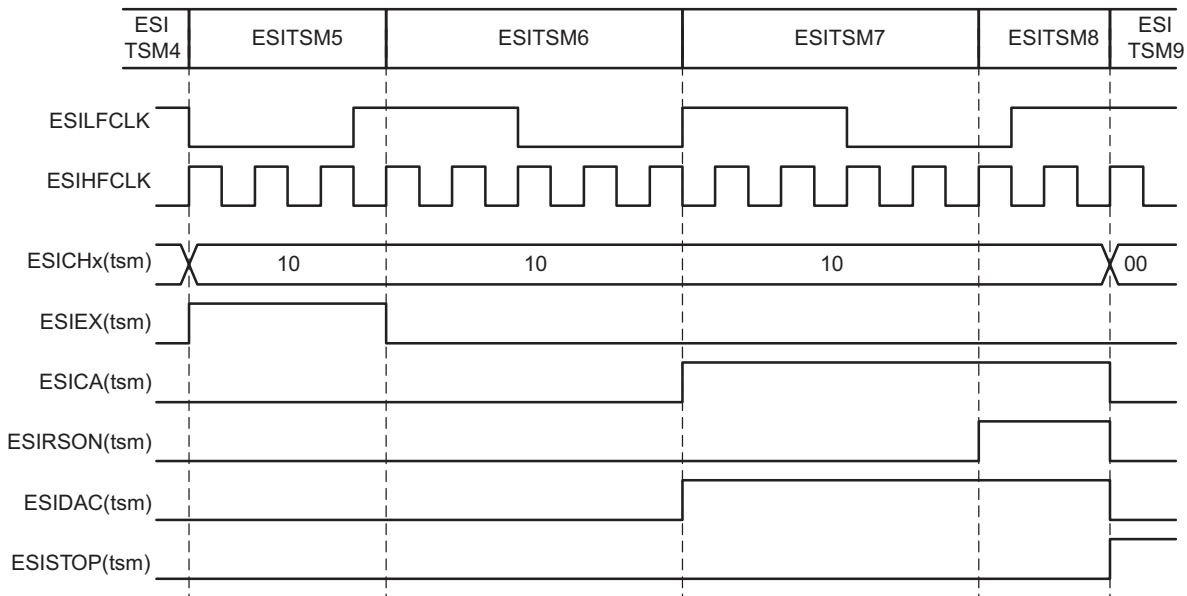 ESI
TSM4
ESITSM5
ESITSM6
ESITSM7
ESITSM8
ESI
TSM9
ESILFCLK
ESIHFCLK
ESICHx(tsm)
10
10
10
00
ESIEX(tsm)
ESICA(tsm)
ESIRSON(tsm)
ESIDAC(tsm)
ESISTOP(tsm)